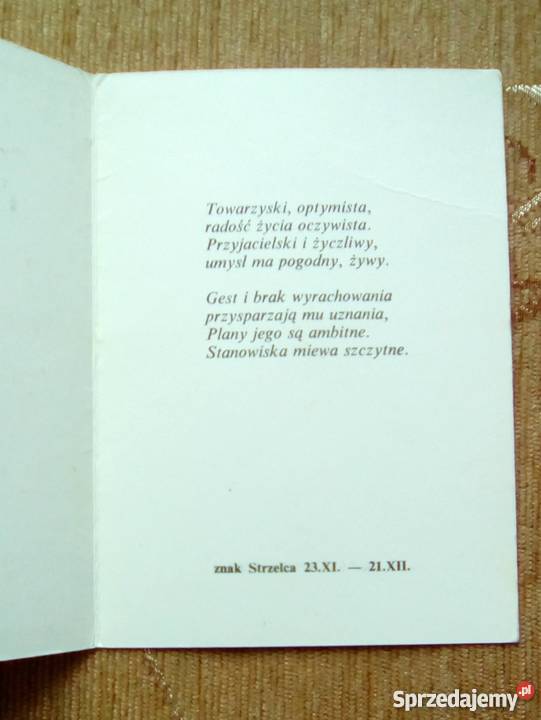 Towarzyski, optymista,
radość życia oczywista.
Przyjacielski i życzliwy,
umysł ma pogodny, żywy.
Gest i brak wyrachowania
przysparzają mu uznania,
Plany jego są ambitne.
Stanowiska miewa szczytne.
znak Strzelca 23.XI. — 21.XII.
Sprzedajemy.pl